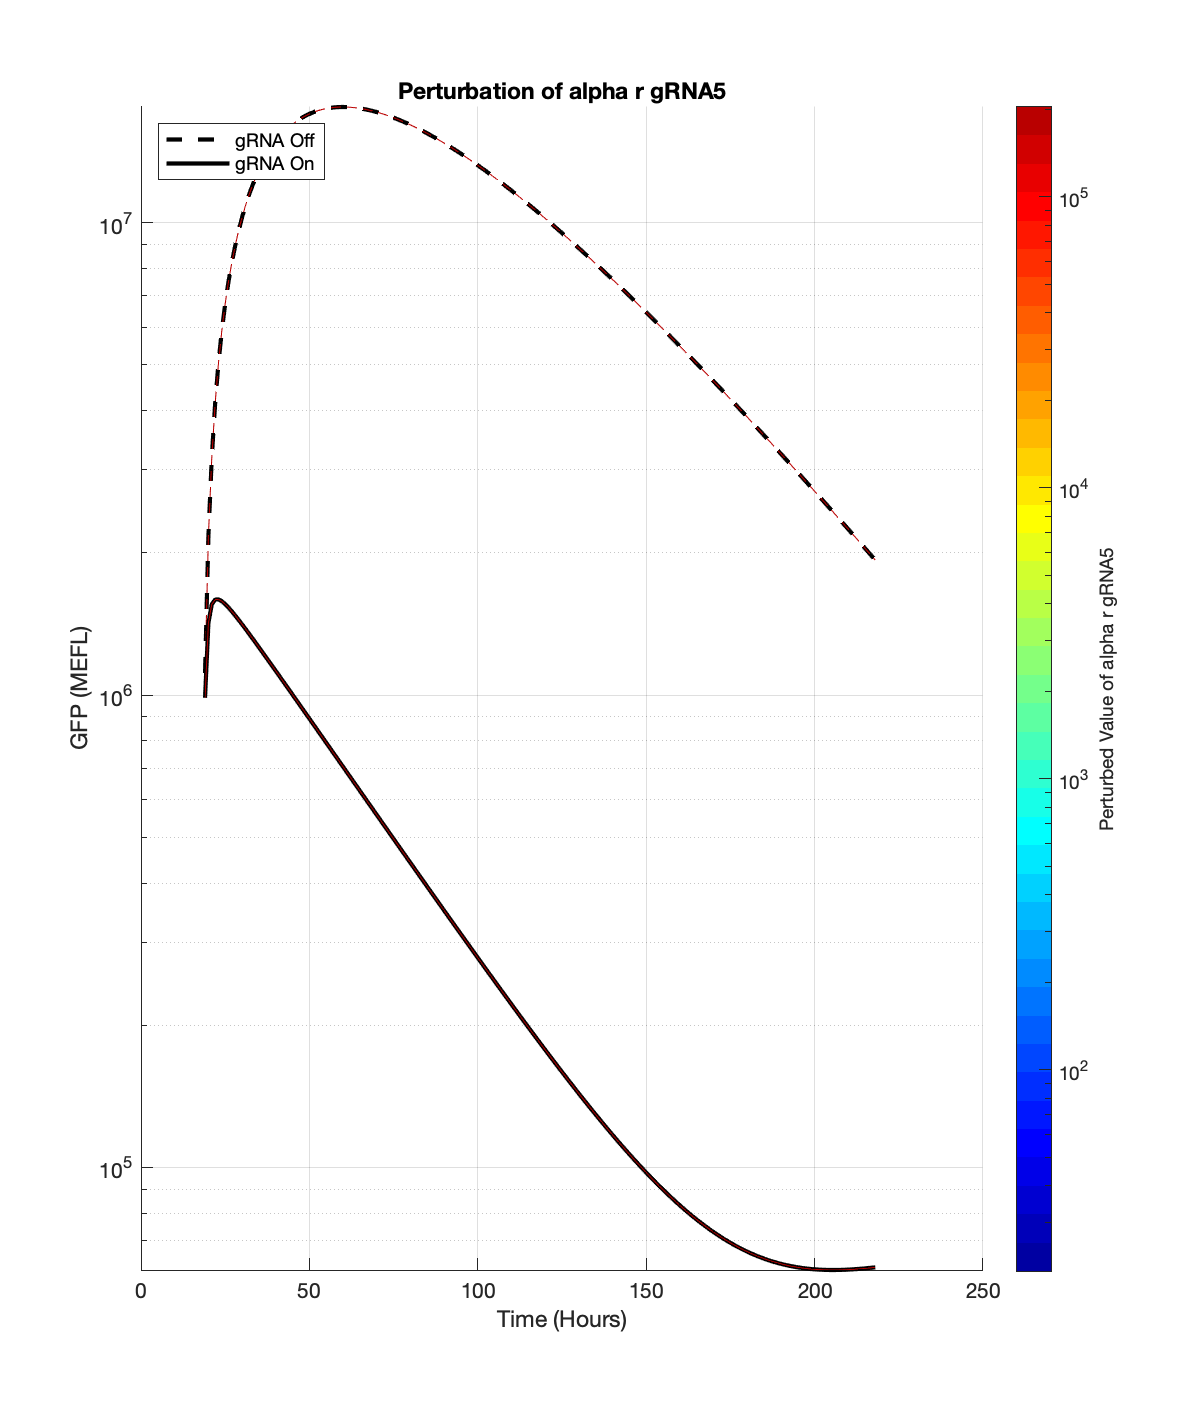 Perturbation of alpha r gRNA5
gRNA Off
gRNA On
10^7
10^6
10^5
GFP (MEFL)
0 50 100 150 200 250
Time (Hours)
10^5
10^4
10^3
10^2
Perturbed Value of alpha r gRNA5